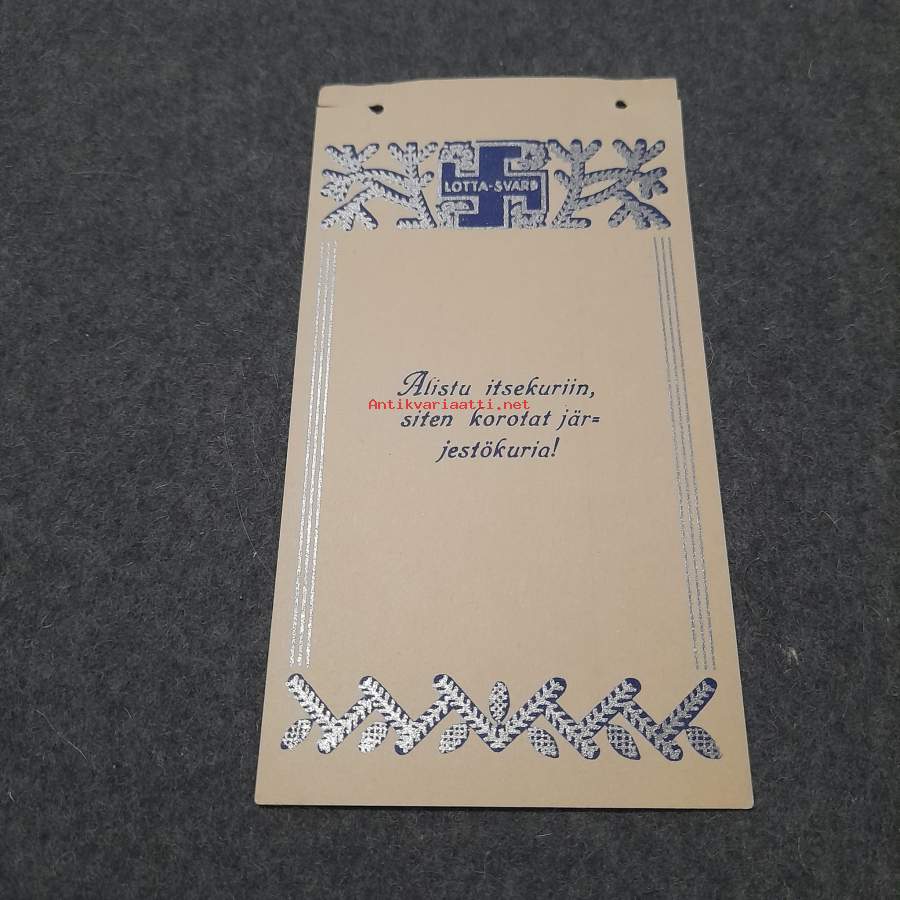 LOTTA-SVÄRD
Alistu itsekuriin,
Antikvariaatti.net
siten korotat jär=
jestökuria!